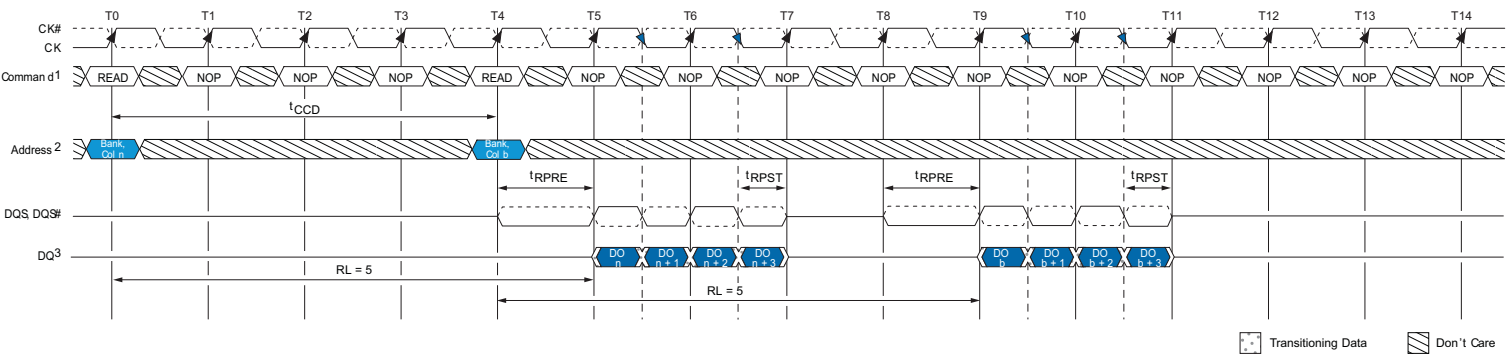 T0 T1 T2 T3 T4 T5 T6 T7 T8 T9 T10 T11 T12 T13 T14
CK#
CK
Command1 READ NOP NOP NOP READ NOP NOP NOP NOP NOP NOP NOP NOP NOP NOP
tCCD
Address 2 Bank, Col n Bank, Col b
tRPRE tRPST tRPRE tRPST
DQS, DQS#
DQ3 DO n DO n + 1 DO n + 2 DO n + 3 DO b DO b + 1 DO b + 2 DO b + 3
RL = 5
RL = 5
Transitioning Data Don't Care